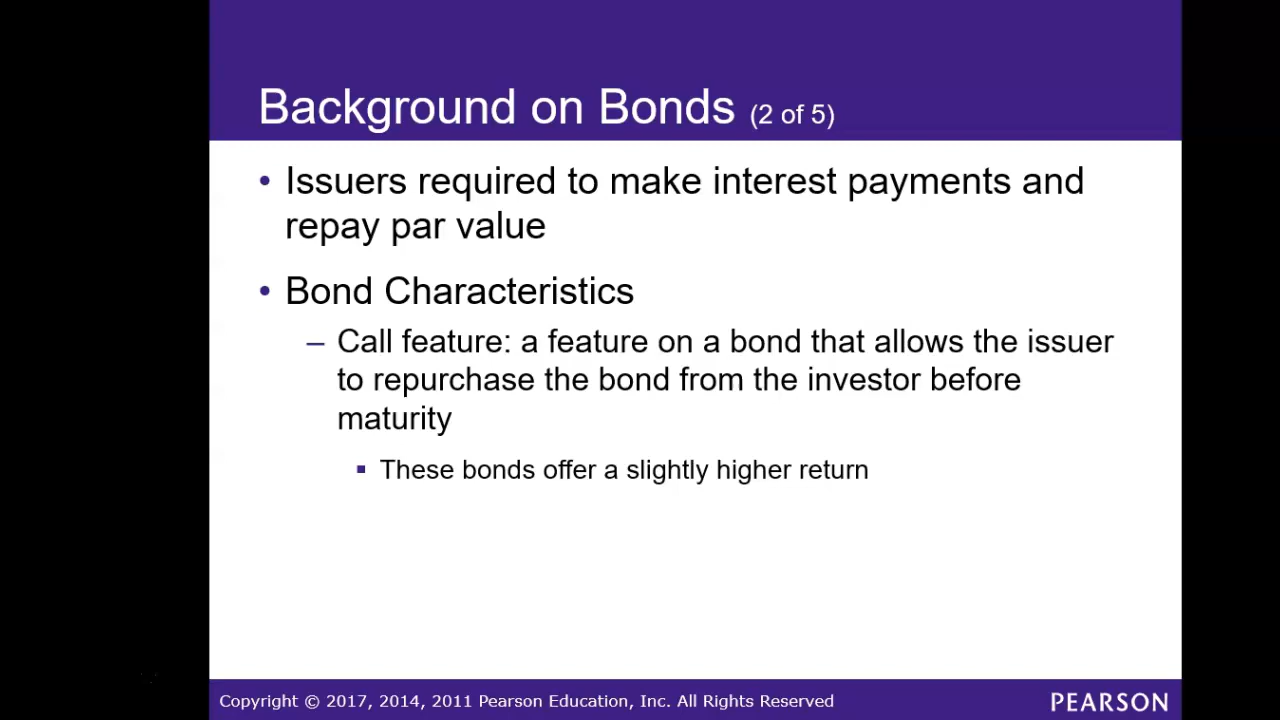 Background on Bonds (2 of 5)
• Issuers required to make interest payments and
repay par value
• Bond Characteristics
– Call feature: a feature on a bond that allows the issuer
to repurchase the bond from the investor before
maturity
▪ These bonds offer a slightly higher return
Copyright © 2017, 2014, 2011 Pearson Education, Inc. All Rights Reserved
PEARSON